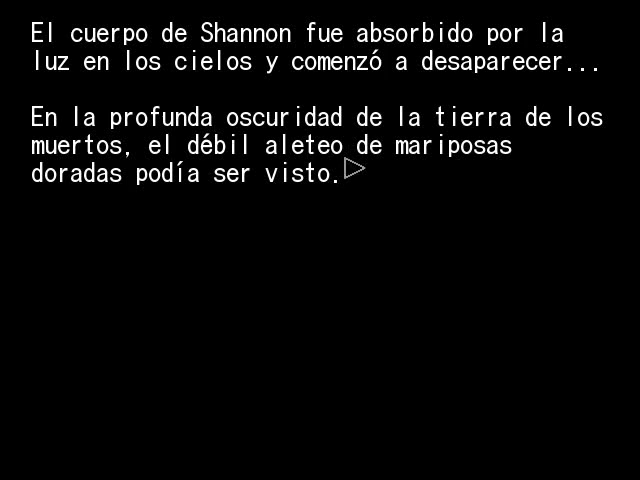 El cuerpo de Shannon fue absorbido por la
luz en los cielos y comenzó a desaparecer...
En la profunda oscuridad de la tierra de los
muertos, el débil aleteo de mariposas
doradas podía ser visto.